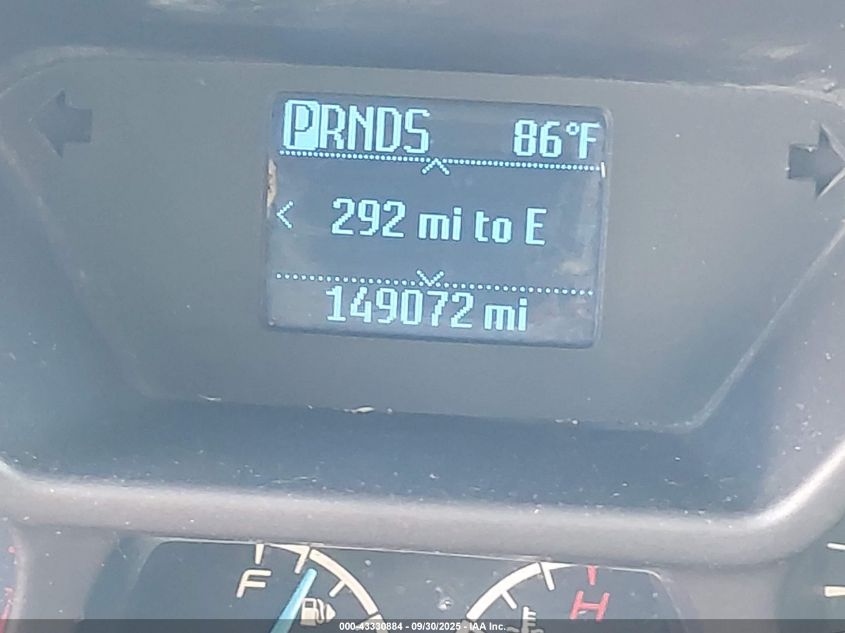 PRNDS 86°F
292 mi to E
149072 mi
F H
000-43330884 - 09/30/2025 - IAA Inc.